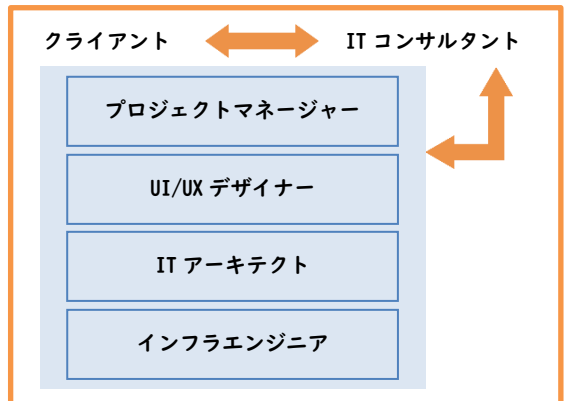 クライアント
IT コンサルタント
プロジェクトマネージャー
UI/UX デザイナー
IT アーキテクト
インフラエンジニア